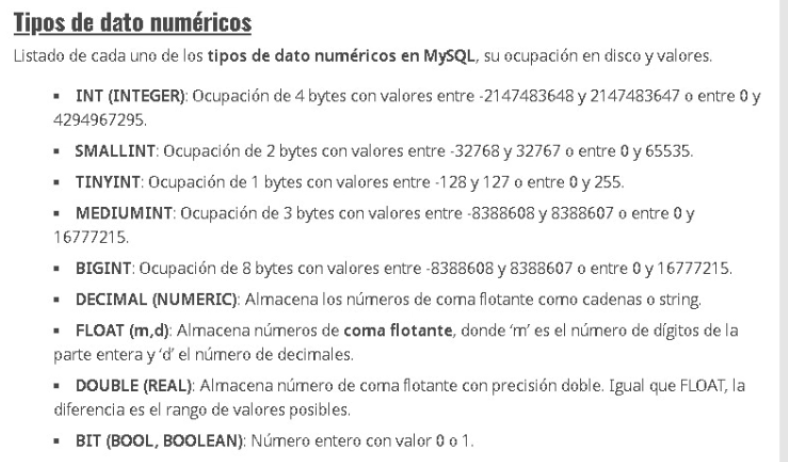 Tipos de dato numéricos
Listado de cada uno de los tipos de dato numéricos en MySQL, su ocupación en disco y valores.
▪ INT (INTEGER): Ocupación de 4 bytes con valores entre -2147483648 y 2147483647 o entre 0 y
4294967295.
▪ SMALLINT: Ocupación de 2 bytes con valores entre -32768 y 32767 o entre 0 y 65535.
▪ TINYINT: Ocupación de 1 bytes con valores entre -128 y 127 o entre 0 y 255.
▪ MEDIUMINT: Ocupación de 3 bytes con valores entre -8388608 y 8388607 o entre 0 y
16777215.
▪ BIGINT: Ocupación de 8 bytes con valores entre -8388608 y 8388607 o entre 0 y 16777215.
▪ DECIMAL (NUMERIC): Almacena los números de coma flotante como cadenas o string.
▪ FLOAT (m,d): Almacena números de coma flotante, donde ‘m’ es el número de dígitos de la
parte entera y ‘d’ el número de decimales.
▪ DOUBLE (REAL): Almacena número de coma flotante con precisión doble. Igual que FLOAT, la
diferencia es el rango de valores posibles.
▪ BIT (BOOL, BOOLEAN): Número entero con valor 0 o 1.